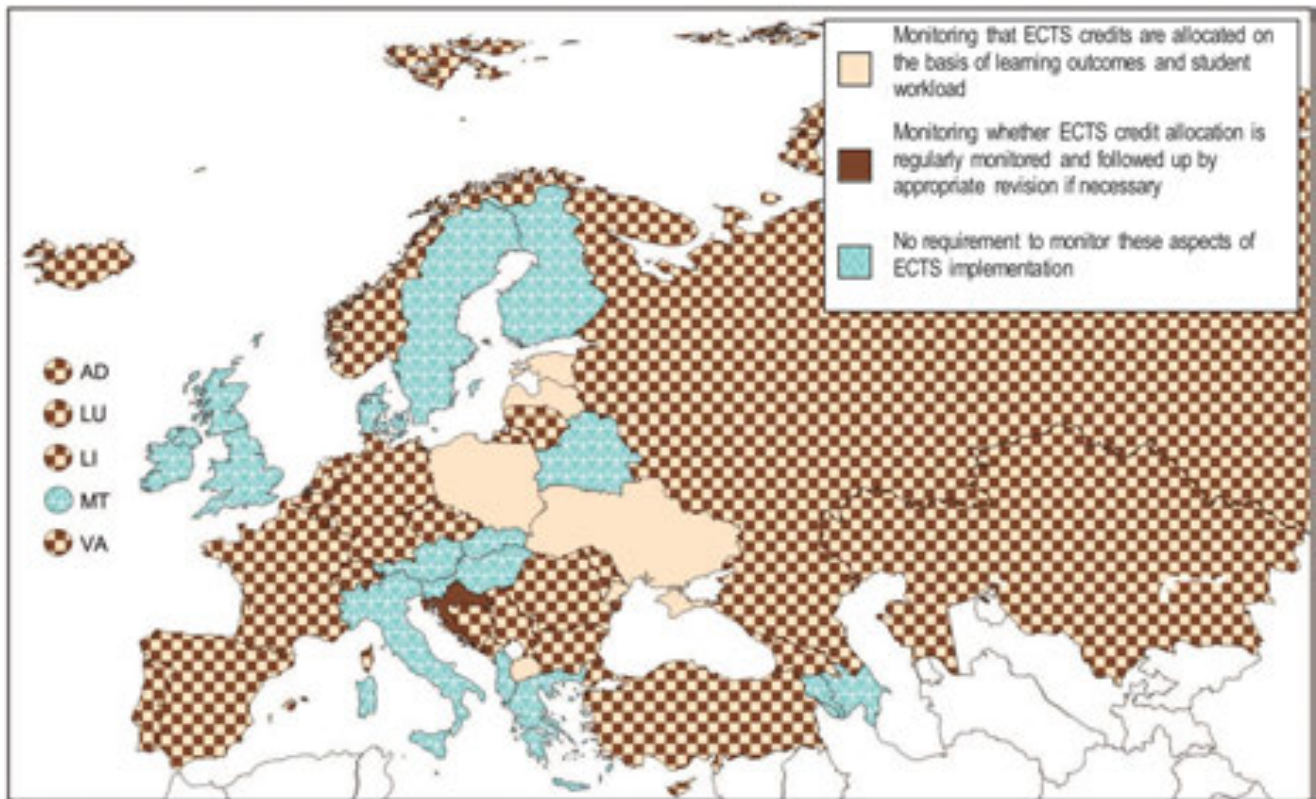 Monitoring that ECTS credits are allocated on
the basis of learning outcomes and student
workload
Monitoring whether ECTS credit allocation is
regularly monitored and followed up by
appropriate revision if necessary
No requirement to monitor these aspects of
ECTS implementation
AD
LU
LI
MT
VA